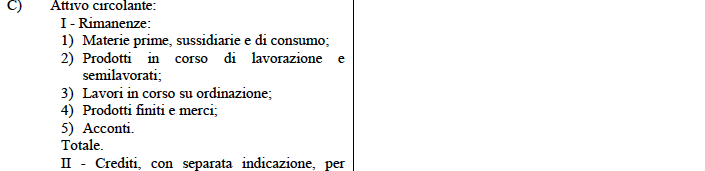 C) Attivo circolante:
I - Rimanenze:
1) Materie prime, sussidiarie e di consumo;
2) Prodotti in corso di lavorazione e
semilavorati;
3) Lavori in corso su ordinazione;
4) Prodotti finiti e merci;
5) Acconti.
Totale.
II - Crediti, con separata indicazione, per